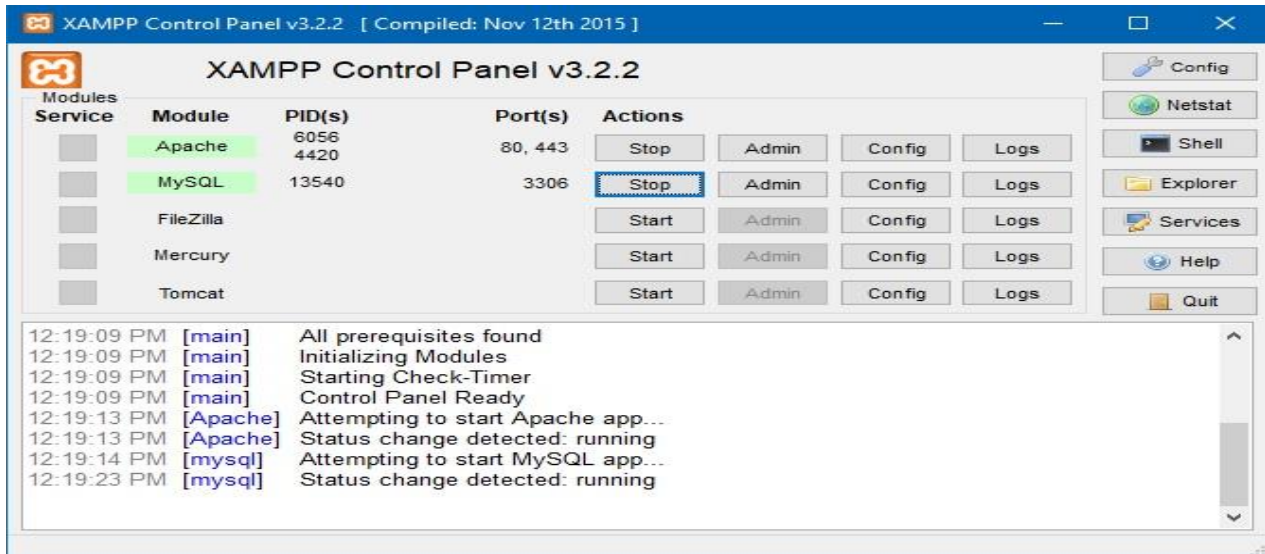 XAMPP Control Panel v3.2.2 [ Compiled: Nov 12th 2015 ]
XAMPP Control Panel v3.2.2
Config
Modules
Service Module PID(s) Port(s) Actions
Netstat
Apache 6056 4420 80, 443 Stop Admin Config Logs
Shell
MySQL 13540 3306 Stop Admin Config Logs
Explorer
FileZilla Start Admin Config Logs
Services
Mercury Start Admin Config Logs
Help
Tomcat Start Admin Config Logs
Quit
12:19:09 PM [main] All prerequisites found
12:19:09 PM [main] Initializing Modules
12:19:09 PM [main] Starting Check-Timer
12:19:09 PM [main] Control Panel Ready
12:19:13 PM [Apache] Attempting to start Apache app...
12:19:13 PM [Apache] Status change detected: running
12:19:14 PM [mysql] Attempting to start MySQL app...
12:19:23 PM [mysql] Status change detected: running